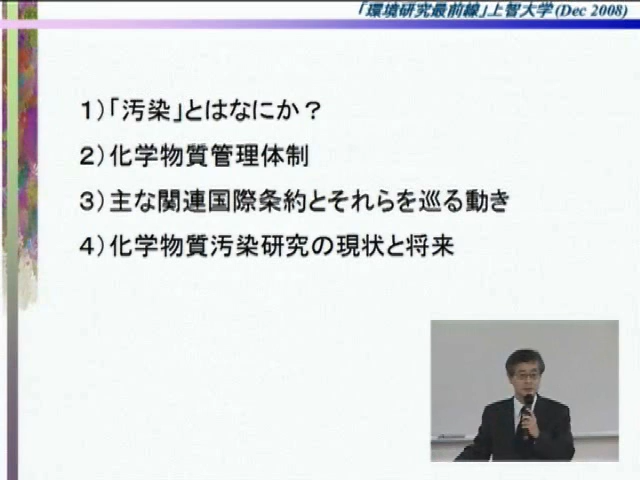 「環境研究最前線」上智大学(Dec 2008)
1)「汚染」とはなにか？
2)化学物質管理体制
3)主な関連国際条約とそれらを巡る動き
4)化学物質汚染研究の現状と将来